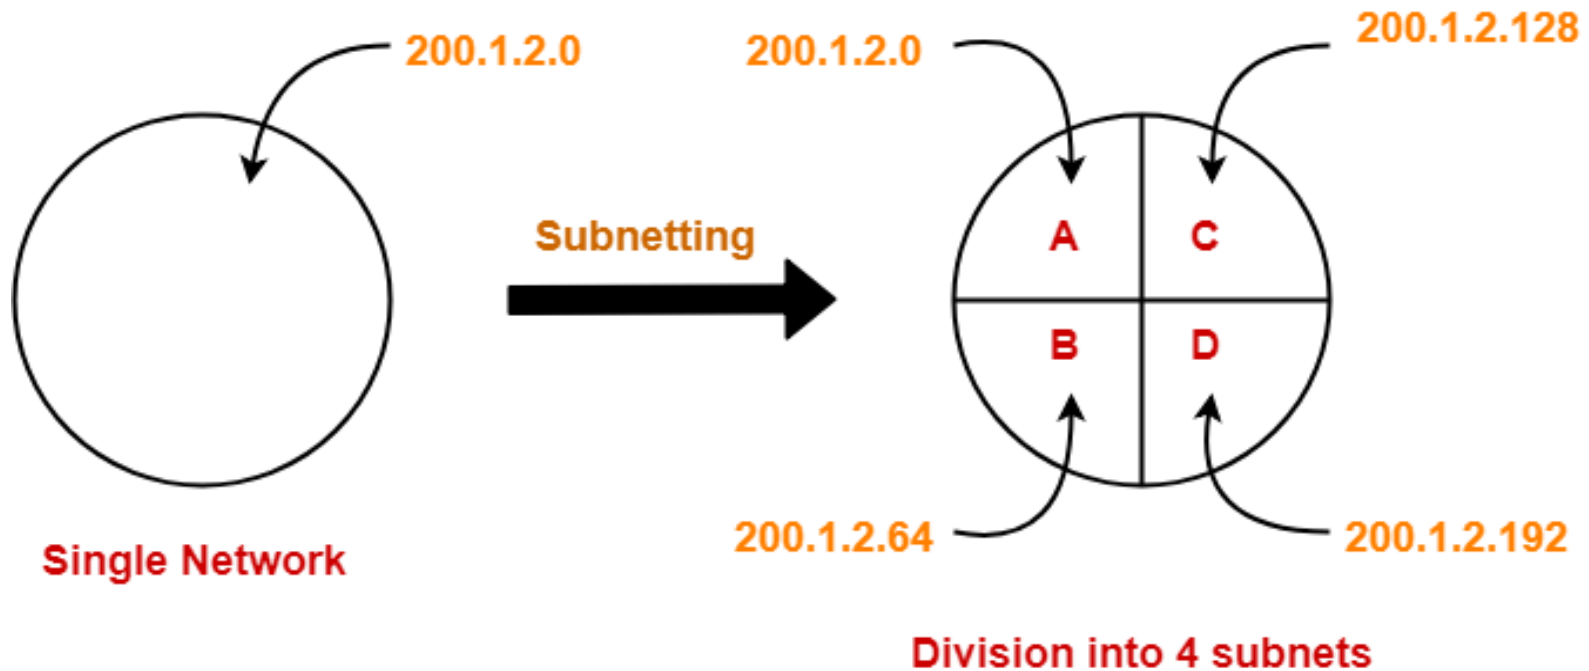 200.1.2.0
Single Network
Subnetting
200.1.2.0
200.1.2.128
A
C
B
D
200.1.2.64
200.1.2.192
Division into 4 subnets